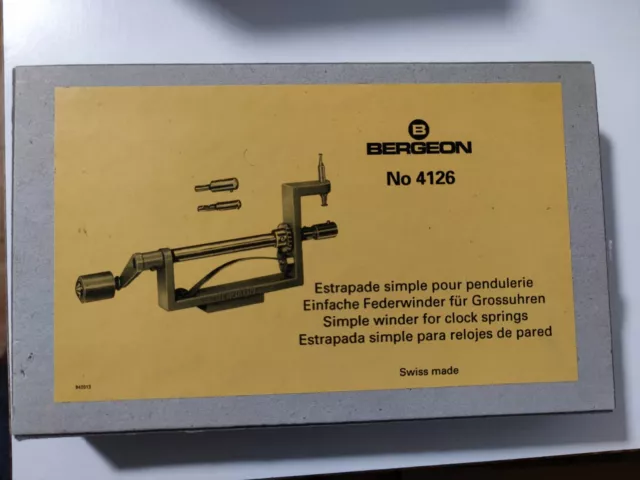 B
BERGEON
No 4126
Estrapade simple pour pendulerie
Einfache Federwinder für Grossuhren
Simple winder for clock springs
Estrapada simple para relojes de pared
Swiss made